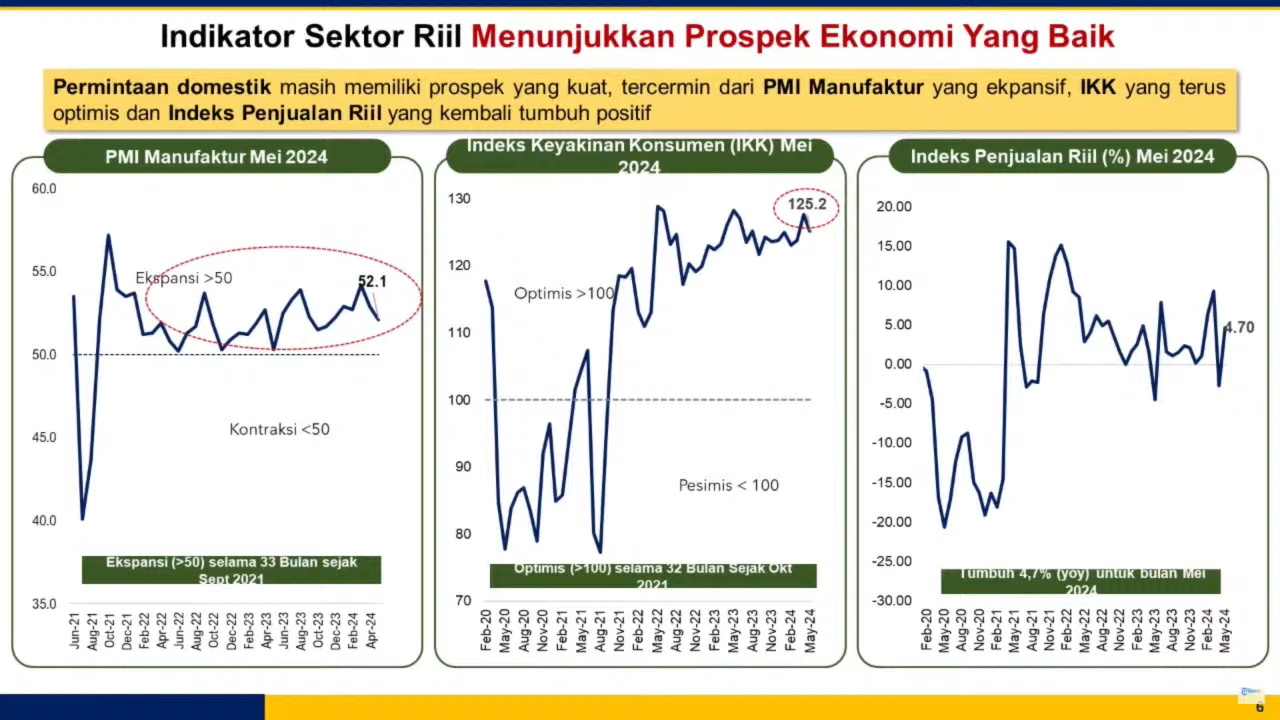 Indikator Sektor Riil Menunjukkan Prospek Ekonomi Yang Baik
Permintaan domestik masih memiliki prospek yang kuat, tercermin dari PMI Manufaktur yang ekpansif, IKK yang terus
optimis dan Indeks Penjualan Riil yang kembali tumbuh positif
PMI Manufaktur Mei 2024
60.0
55.0
50.0
45.0
40.0
35.0
Ekspansi >50
52.1
Kontraksi <50
Ekspansi (>50) selama 33 Bulan sejak
Sept 2021
Jun-21
Aug-21
Oct-21
Dec-21
Feb-22
Apr-22
Jun-22
Aug-22
Oct-22
Dec-22
Feb-23
Apr-23
Jun-23
Aug-23
Oct-23
Dec-23
Feb-24
Apr-24
Indeks Keyakinan Konsumen (IKK) Mei
2024
130
120
110
100
90
80
70
125.2
Optimis >100
Pesimis < 100
Optimis (>100) selama 32 Bulan Sejak Okt
2021
Feb-20
May-20
Aug-20
Nov-20
Feb-21
May-21
Aug-21
Nov-21
Feb-22
May-22
Aug-22
Nov-22
Feb-23
May-23
Aug-23
Nov-23
Feb-24
May-24
Indeks Penjualan Riil (%) Mei 2024
20.00
15.00
10.00
5.00
0.00
-5.00
-10.00
-15.00
-20.00
-25.00
-30.00
4.70
Tumbuh 4,7% (yoy) untuk bulan Mei
2024
Feb-20
May-20
Aug-20
Nov-20
Feb-21
May-21
Aug-21
Nov-21
Feb-22
May-22
Aug-22
Nov-22
Feb-23
May-23
Aug-23
Nov-23
Feb-24
May-24
6